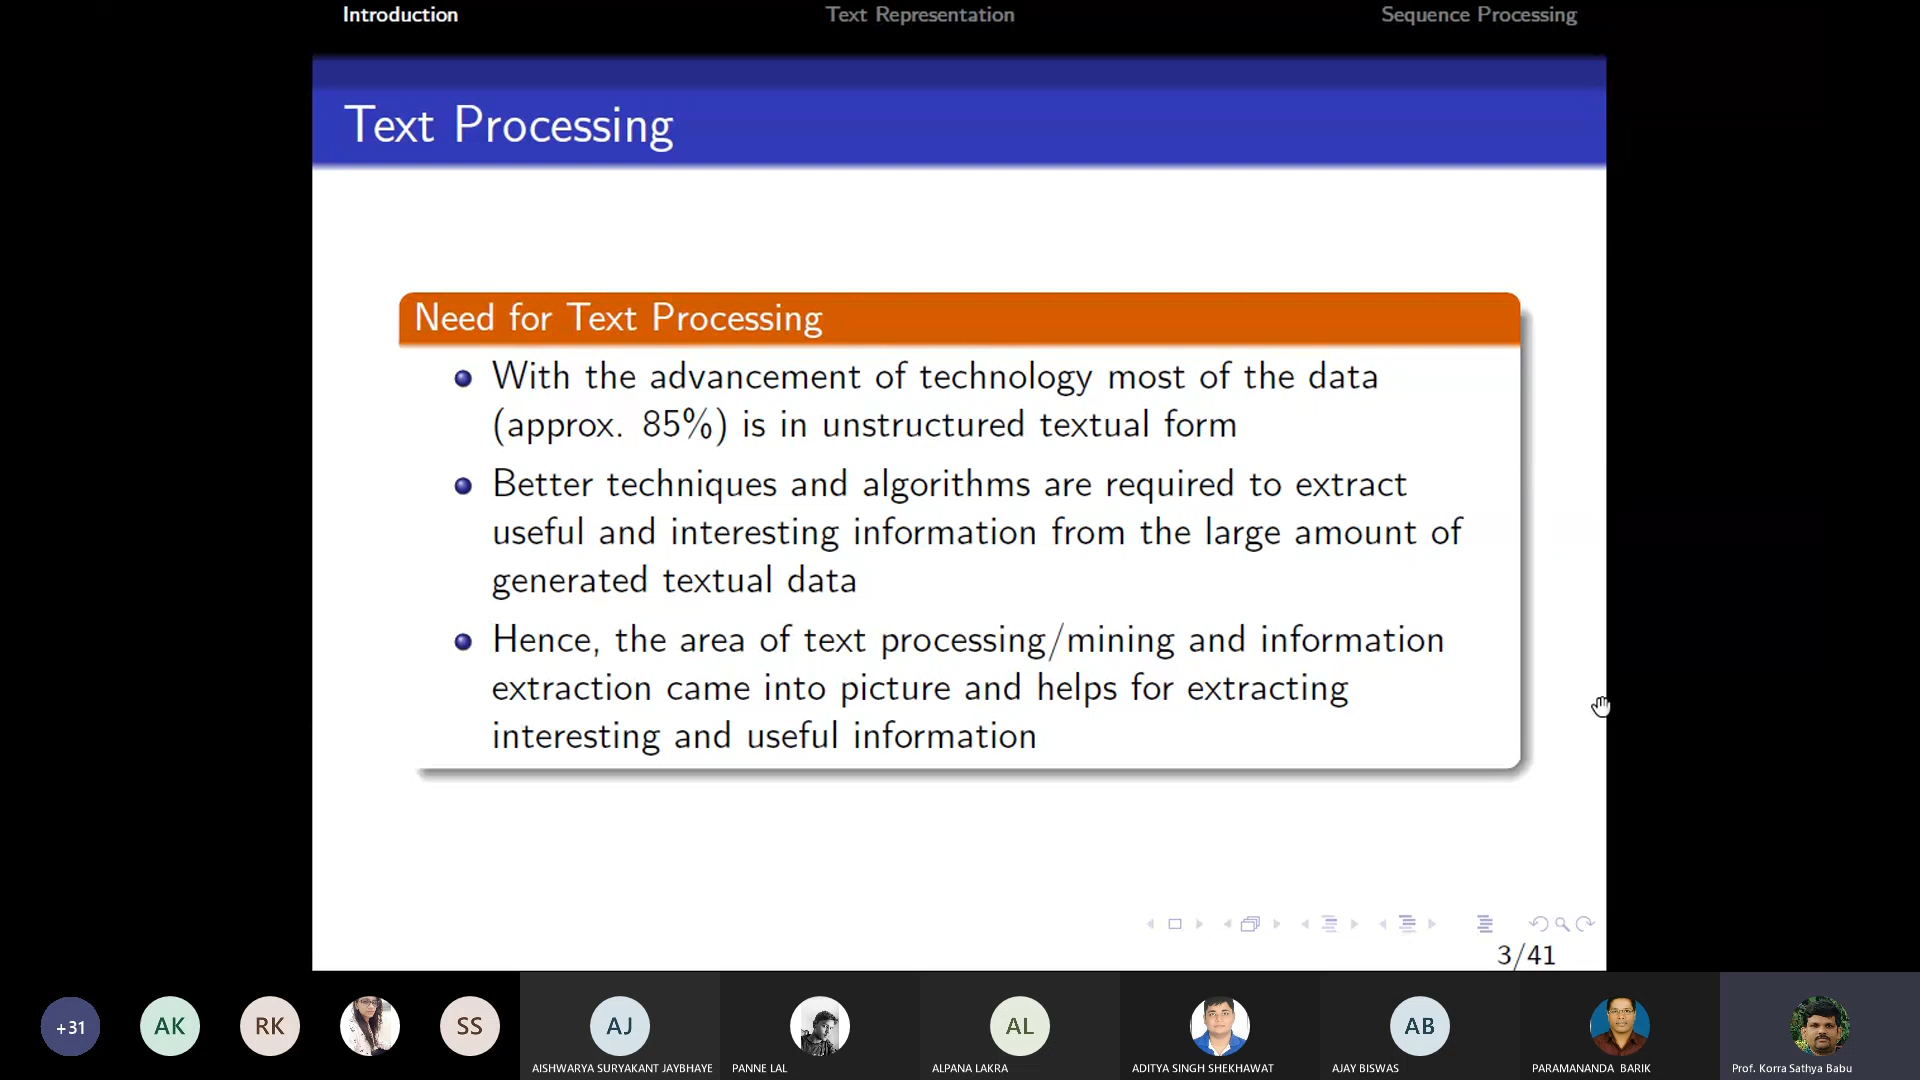 Introduction
Text Representation
Sequence Processing
Text Processing
Need for Text Processing
With the advancement of technology most of the data
(approx. 85%) is in unstructured textual form
Better techniques and algorithms are required to extract
useful and interesting information from the large amount of
generated textual data
Hence, the area of text processing/mining and information
extraction came into picture and helps for extracting
interesting and useful information
3/41
+31
AK
RK
SS
AJ
AL
AB
AISHWARYA SURYAKANT JAYBHAYE
PANNE LAL
ALPANA LAKRA
ADITYA SINGH SHEKHAWAT
AJAY BISWAS
PARAMANANDA BARIK
Prof. Korra Sathya Babu